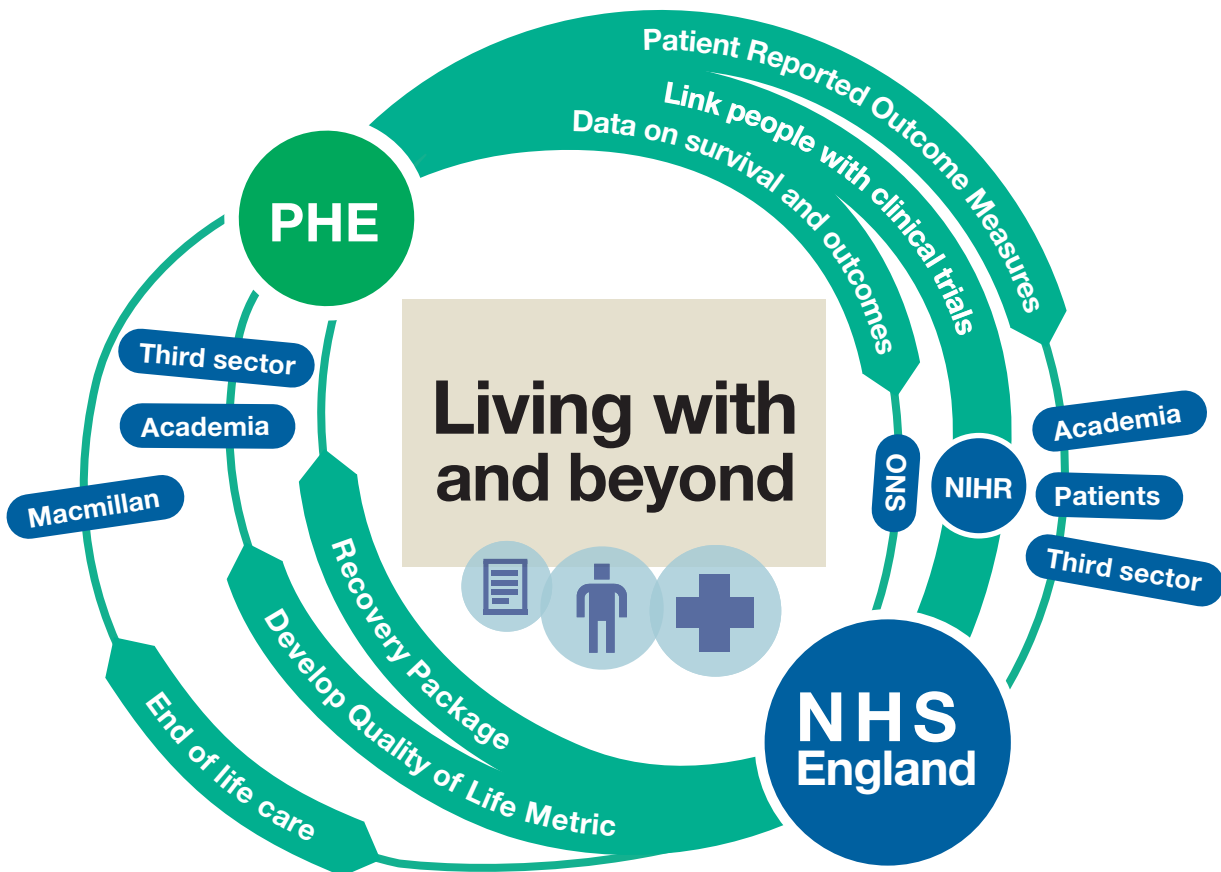 Patient Reported Outcome Measures
Link people with clinical trials
Data on survival and outcomes
PHE
Third sector
Academia
Macmillan
Living with
and beyond
ONS
NIHR
Academia
Patients
Third sector
Recovery Package
Develop Quality of Life Metric
End of life care
NHS
England